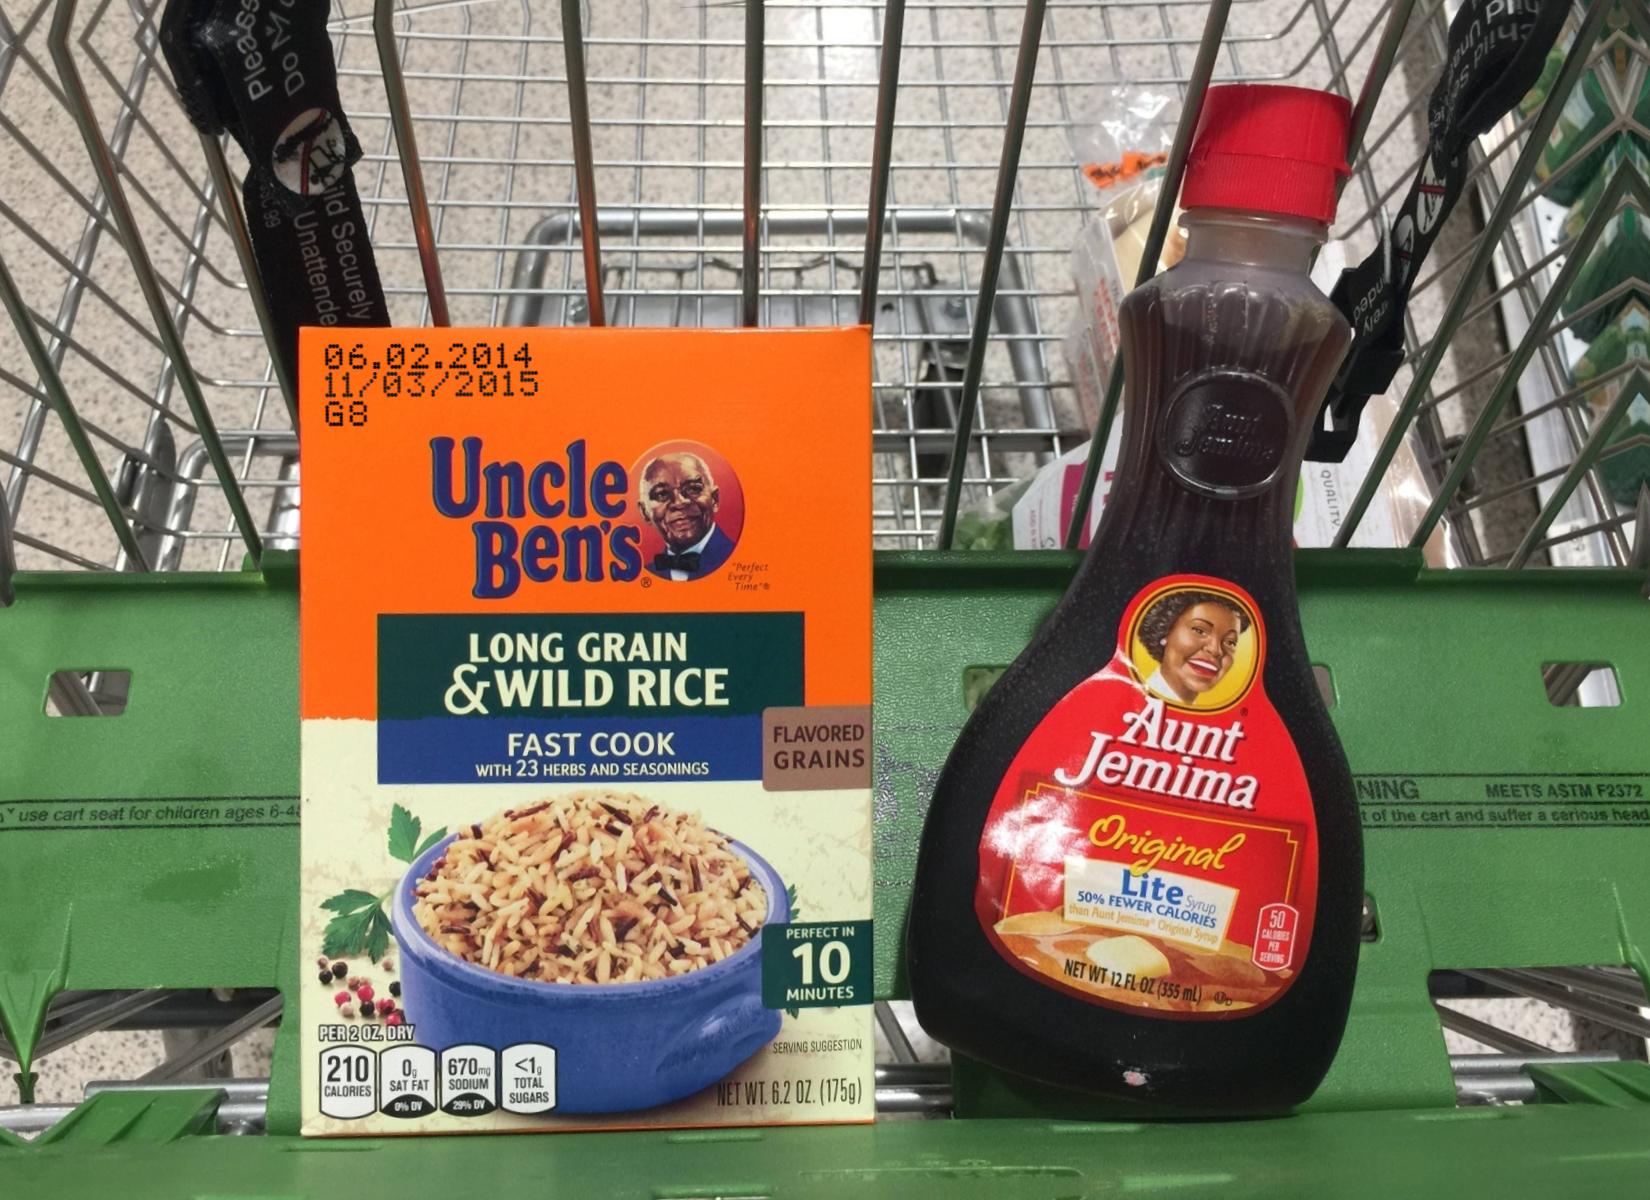 Please
Do N
ild Securely
Unattende
06.02.2014
11/03/2015
G8
Uncle
Ben's®
"Perfect
Every
Time"®
LONG GRAIN
& WILD RICE
FAST COOK
WITH 23 HERBS AND SEASONINGS
FLAVORED
GRAINS
PERFECT IN
10
MINUTES
SERVING SUGGESTION
PER 2 OZ. DRY
210
CALORIES
0g
SAT FAT
0% DV
670mg
SODIUM
29% DV
<1g
TOTAL
SUGARS
NET WT. 6.2 OZ. (175g)
Aunt
Jemima
Aunt
Jemima®
Original
Lite Syrup
50% FEWER CALORIES
than Aunt Jemima® Original Syrup
50
CALORIES
PER
SERVING
NET WT 12 FL OZ (355 mL)
QUALITY
use cart seat for children ages 6-4
NING
MEETS ASTM F2372
t of the cart and suffer a serious head